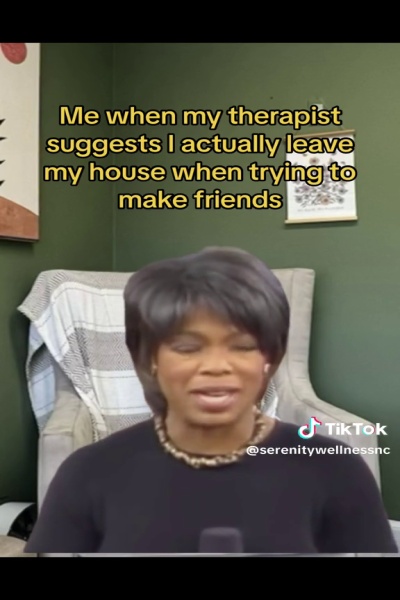 Me when my therapist
suggests I actually leave
my house when trying to
make friends
TikTok
@serenitywellnessnc